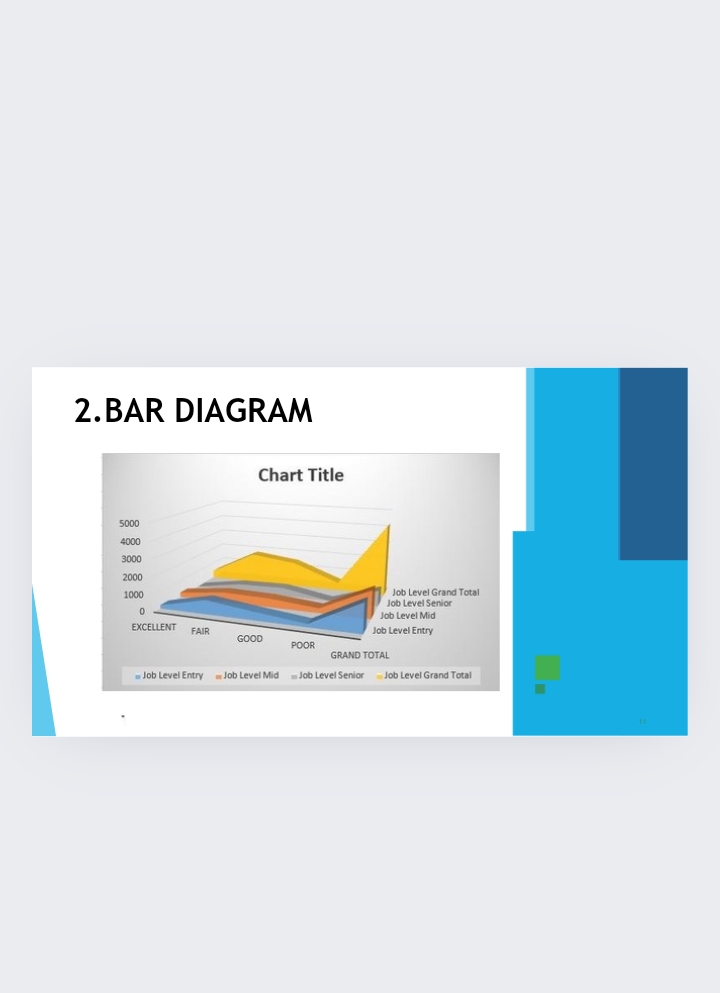 2.BAR DIAGRAM
Chart Title
5000
4000
3000
2000
1000
0
EXCELLENT
FAIR
GOOD
POOR
GRAND TOTAL
Job Level Grand Total
Job Level Senior
Job Level Mid
Job Level Entry
Job Level Entry Job Level Mid Job Level Senior Job Level Grand Total